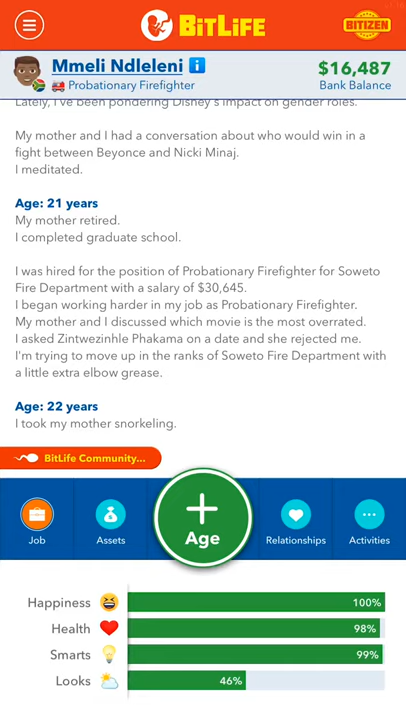 BitLife
BITIZEN
Mmeli Ndleleni i
$16,487
Probationary Firefighter
Bank Balance
Lately, I've been pondering Disney's impact on gender roles.
My mother and I had a conversation about who would win in a
fight between Beyonce and Nicki Minaj.
I meditated.
Age: 21 years
My mother retired.
I completed graduate school.
I was hired for the position of Probationary Firefighter for Soweto
Fire Department with a salary of $30,645.
I began working harder in my job as Probationary Firefighter.
My mother and I discussed which movie is the most overrated.
I asked Zintwezinhle Phakama on a date and she rejected me.
I'm trying to move up in the ranks of Soweto Fire Department with
a little extra elbow grease.
Age: 22 years
I took my mother snorkeling.
BitLife Community...
Job
Assets
+ Age
Relationships
Activities
Happiness 100%
Health 98%
Smarts 99%
Looks 46%